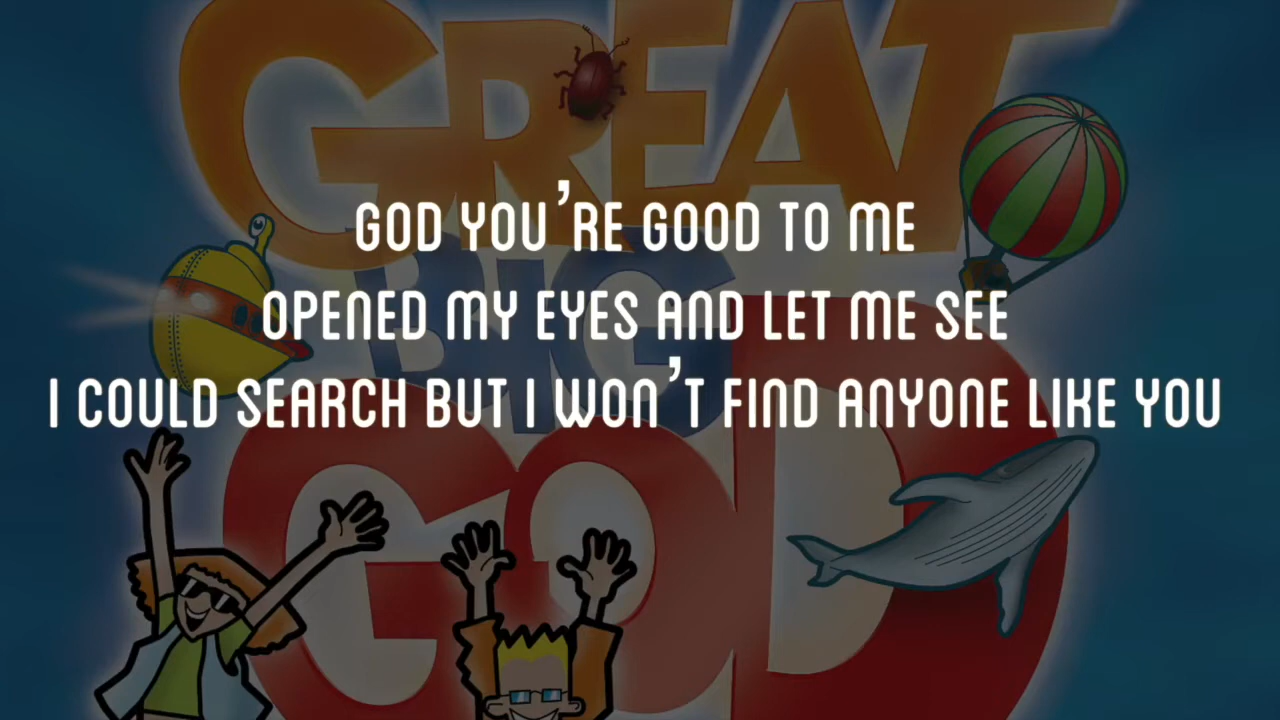 GREAT
BIG
GOD
GOD YOU'RE GOOD TO ME
OPENED MY EYES AND LET ME SEE
I COULD SEARCH BUT I WON'T FIND ANYONE LIKE YOU